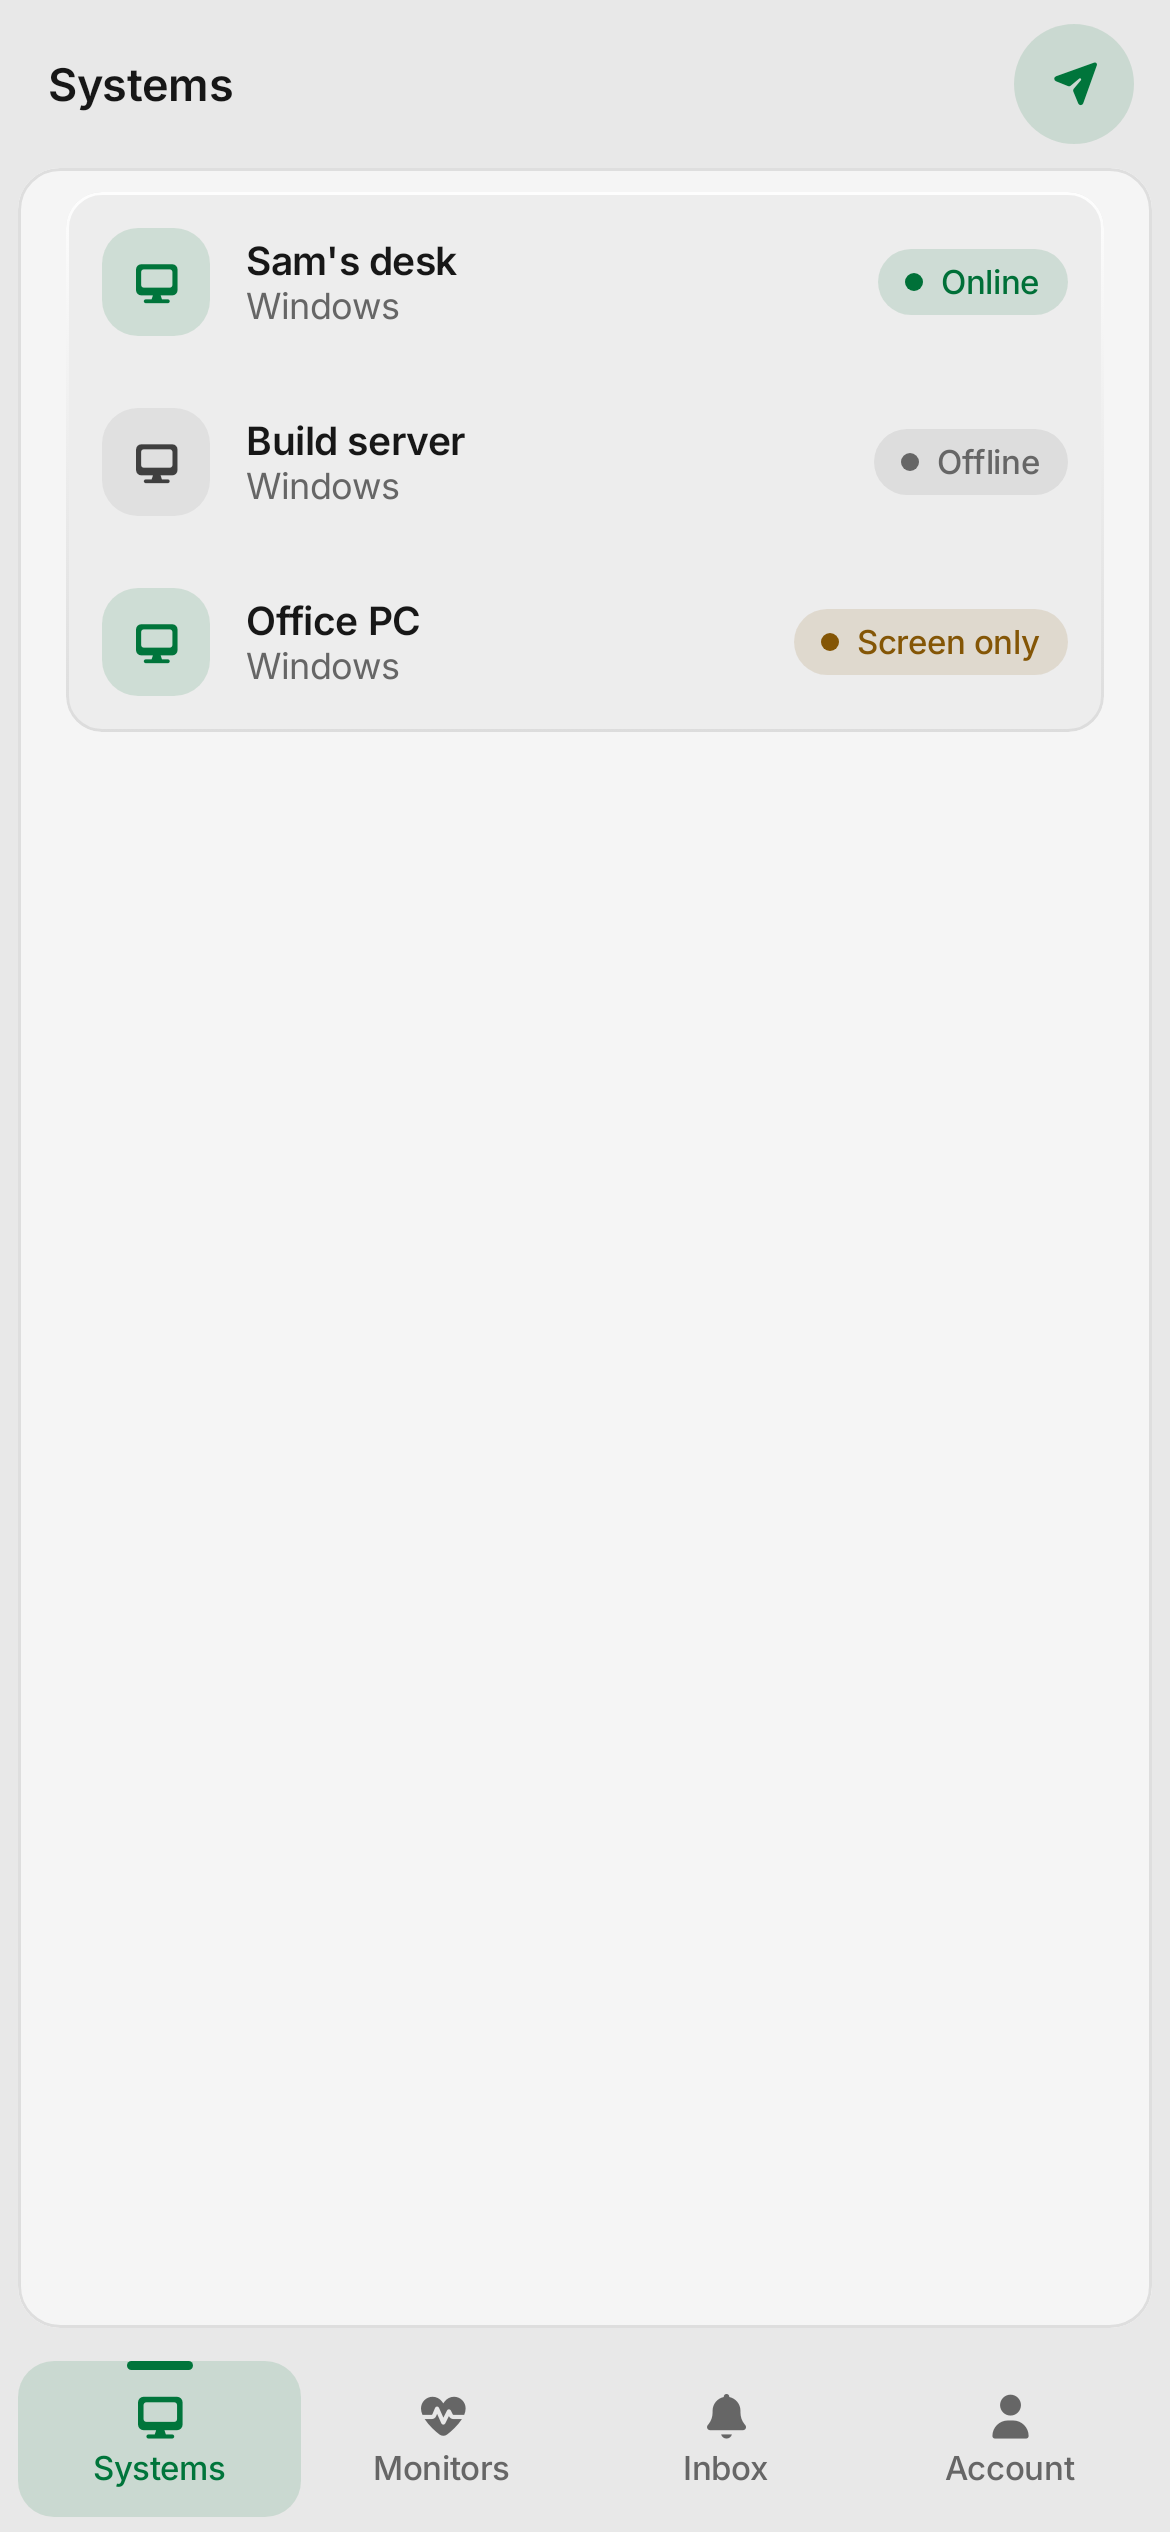 Systems
Sam's desk
Windows
Online
Build server
Windows
Offline
Office PC
Windows
Screen only
Systems
Monitors
Inbox
Account